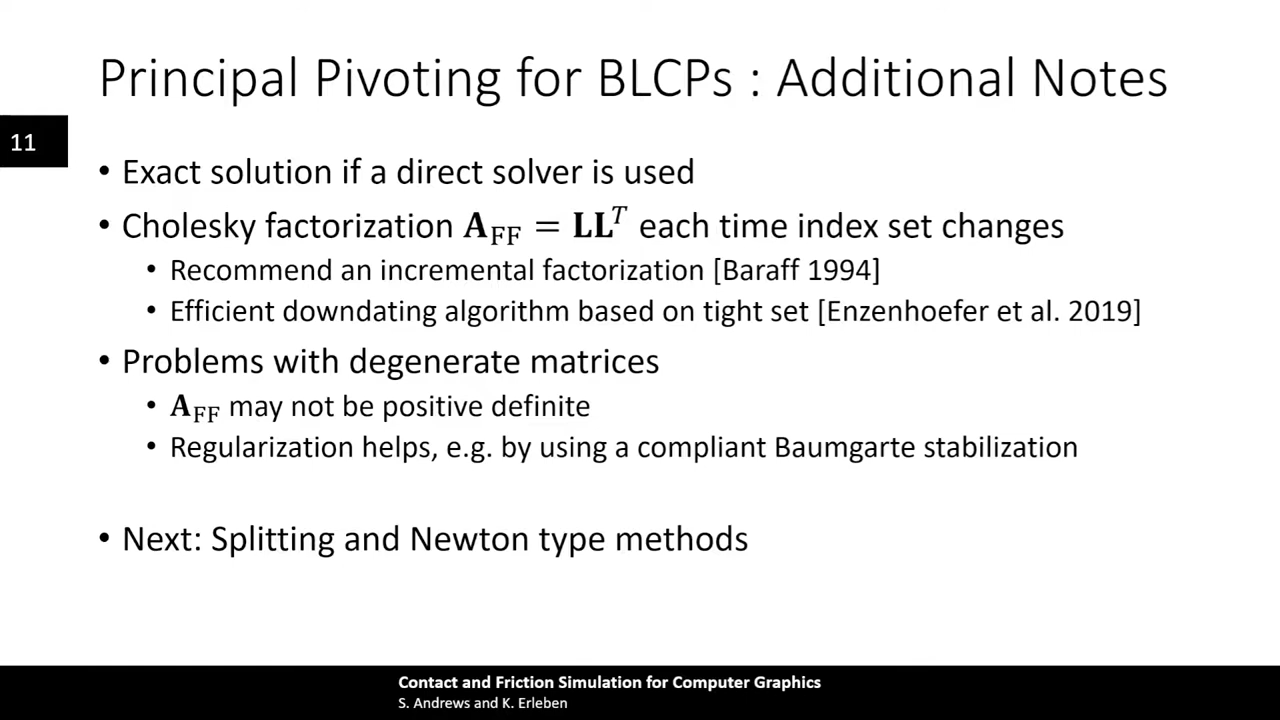 Principal Pivoting for BLCPs : Additional Notes
11
• Exact solution if a direct solver is used
• Cholesky factorization A_FF = LL^T each time index set changes
• Recommend an incremental factorization [Baraff 1994]
• Efficient downdating algorithm based on tight set [Enzenhoefer et al. 2019]
• Problems with degenerate matrices
• A_FF may not be positive definite
• Regularization helps, e.g. by using a compliant Baumgarte stabilization
• Next: Splitting and Newton type methods
Contact and Friction Simulation for Computer Graphics
S. Andrews and K. Erleben